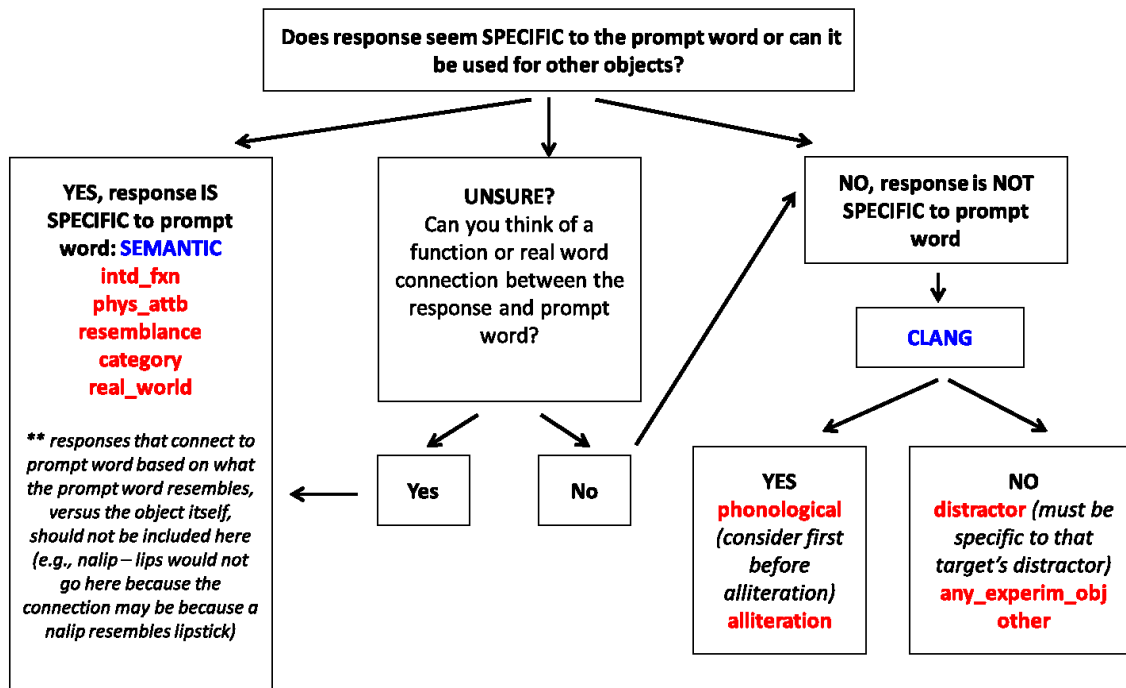 Does response seem SPECIFIC to the prompt word or can it
be used for other objects?
YES, response IS
SPECIFIC to prompt
word: SEMANTIC
intd_fxn
phys_attb
resemblance
category
real_world
** responses that connect to
prompt word based on what
the prompt word resembles,
versus the object itself,
should not be included here
(e.g., nalip – lips would not
go here because the
connection may be because a
nalip resembles lipstick)
UNSURE?
Can you think of a
function or real word
connection between the
response and prompt
word?
Yes
No
NO, response is NOT
SPECIFIC to prompt
word
CLANG
YES
phonological
(consider first
before
alliteration)
alliteration
NO
distractor (must be
specific to that
target's distractor)
any_experim_obj
other